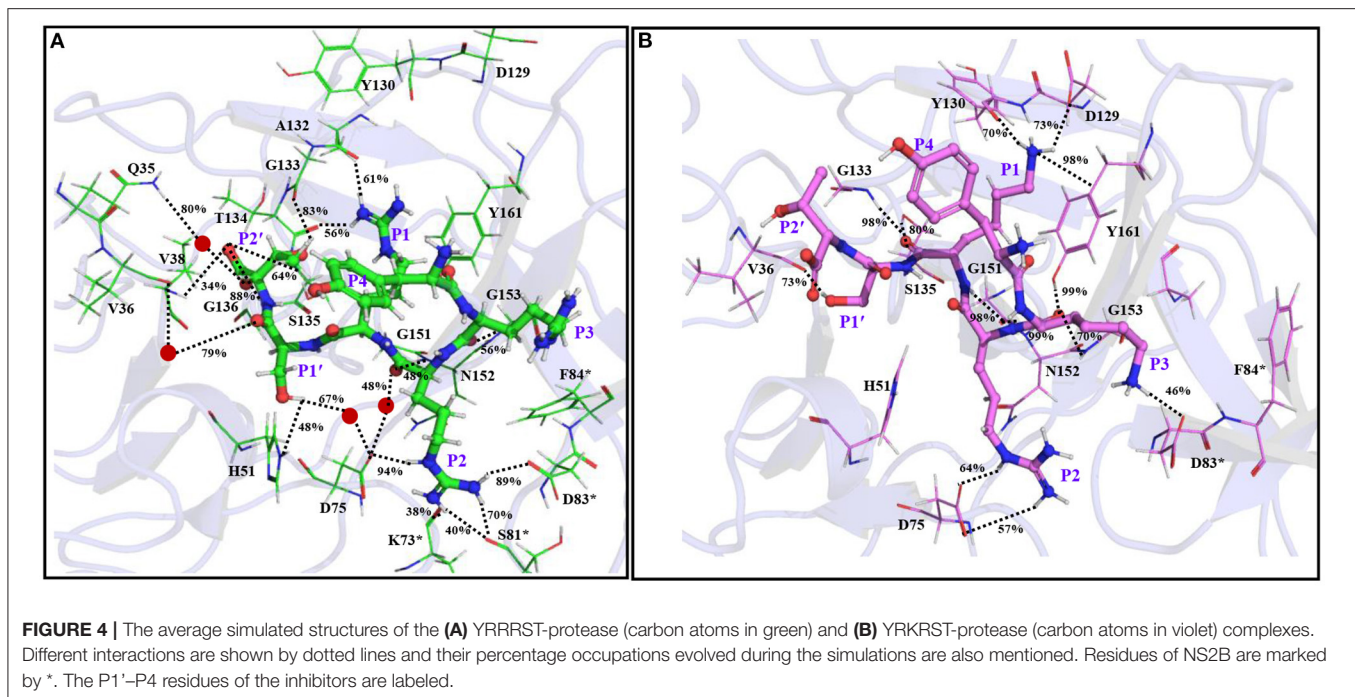 A
Y130
D129
A132
Q35
G133
61%
80%
T134
83%
56%
P1
Y161
P2′
V38
64%
34%
P4
V36
G136
88%
S135
G153
G151
P3
79%
56%
48%
N152
P1′
48%
F84*
67%
48%
P2
H51
94%
89%
D75
D83*
38%
70%
40%
S81*
K73*
B
Y130
D129
70%
73%
P4
P1
98%
G133
P2′
98%
80%
Y161
V36
G151
73%
S135
99%
G153
P1′
98%
99%
70%
P3
N152
F84*
H51
46%
D83*
64%
P2
D75
57%
FIGURE 4 | The average simulated structures of the (A) YRRRST-protease (carbon atoms in green) and (B) YRKRST-protease (carbon atoms in violet) complexes.
Different interactions are shown by dotted lines and their percentage occupations evolved during the simulations are also mentioned. Residues of NS2B are marked
by *. The P1'–P4 residues of the inhibitors are labeled.